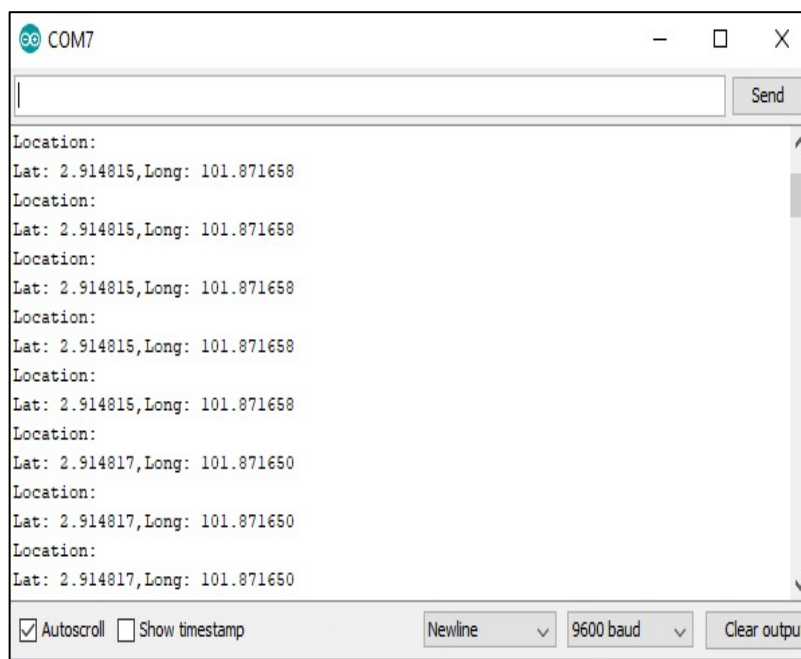 COM7
Send
Location:
Lat: 2.914815,Long: 101.871658
Location:
Lat: 2.914815,Long: 101.871658
Location:
Lat: 2.914815,Long: 101.871658
Location:
Lat: 2.914815,Long: 101.871658
Location:
Lat: 2.914815,Long: 101.871658
Location:
Lat: 2.914817,Long: 101.871650
Location:
Lat: 2.914817,Long: 101.871650
Location:
Lat: 2.914817,Long: 101.871650
Autoscroll Show timestamp Newline 9600 baud Clear outpu